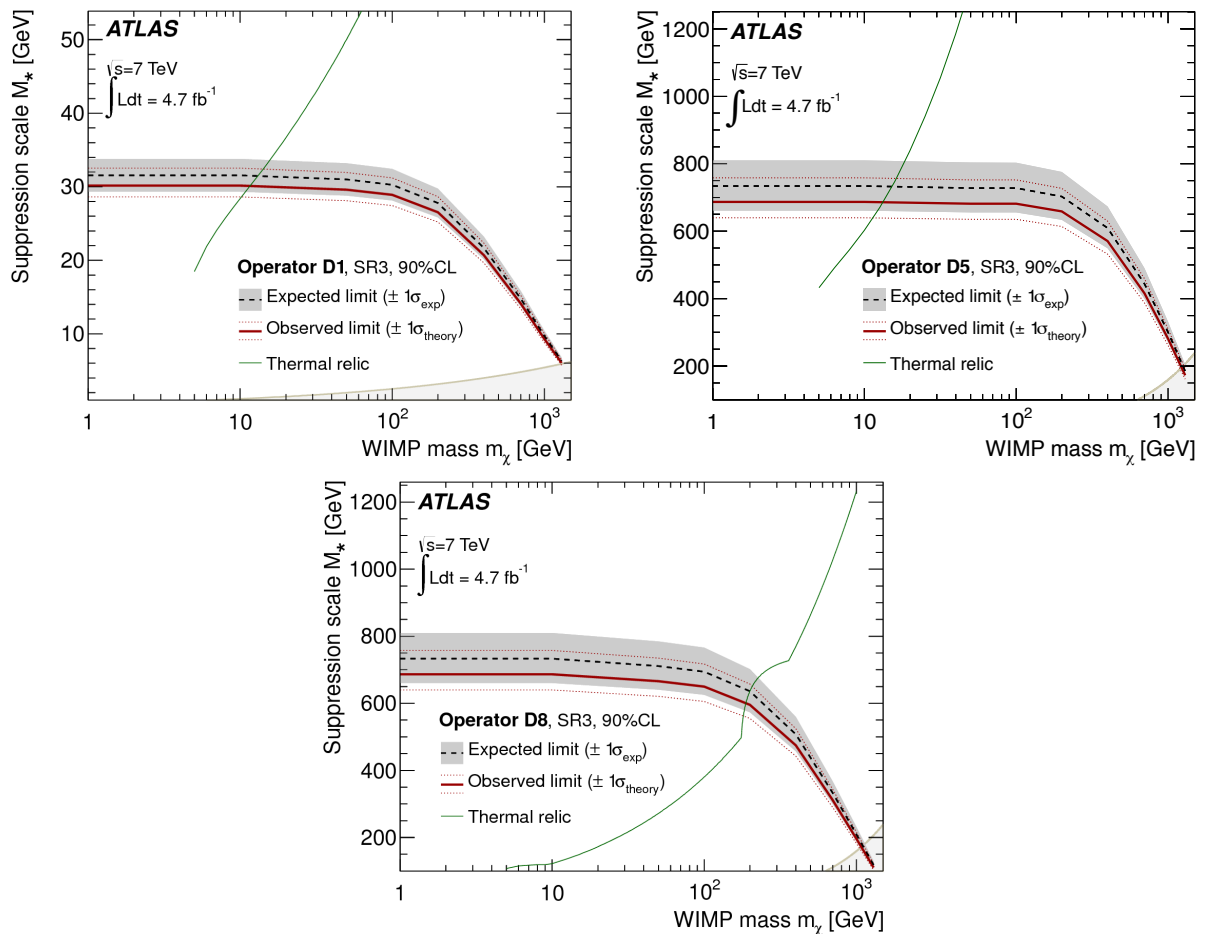 Suppression scale M★ [GeV]
50
40
30
20
10
ATLAS
√s=7 TeV
∫Ldt = 4.7 fb⁻¹
Operator D1, SR3, 90%CL
Expected limit (± 1σexp)
Observed limit (± 1σtheory)
Thermal relic
1 10 10² 10³
WIMP mass mχ [GeV]
Suppression scale M★ [GeV]
1200
1000
800
600
400
200
ATLAS
√s=7 TeV
∫Ldt = 4.7 fb⁻¹
Operator D5, SR3, 90%CL
Expected limit (± 1σexp)
Observed limit (± 1σtheory)
Thermal relic
1 10 10² 10³
WIMP mass mχ [GeV]
Suppression scale M★ [GeV]
1200
1000
800
600
400
200
ATLAS
√s=7 TeV
∫Ldt = 4.7 fb⁻¹
Operator D8, SR3, 90%CL
Expected limit (± 1σexp)
Observed limit (± 1σtheory)
Thermal relic
1 10 10² 10³
WIMP mass mχ [GeV]